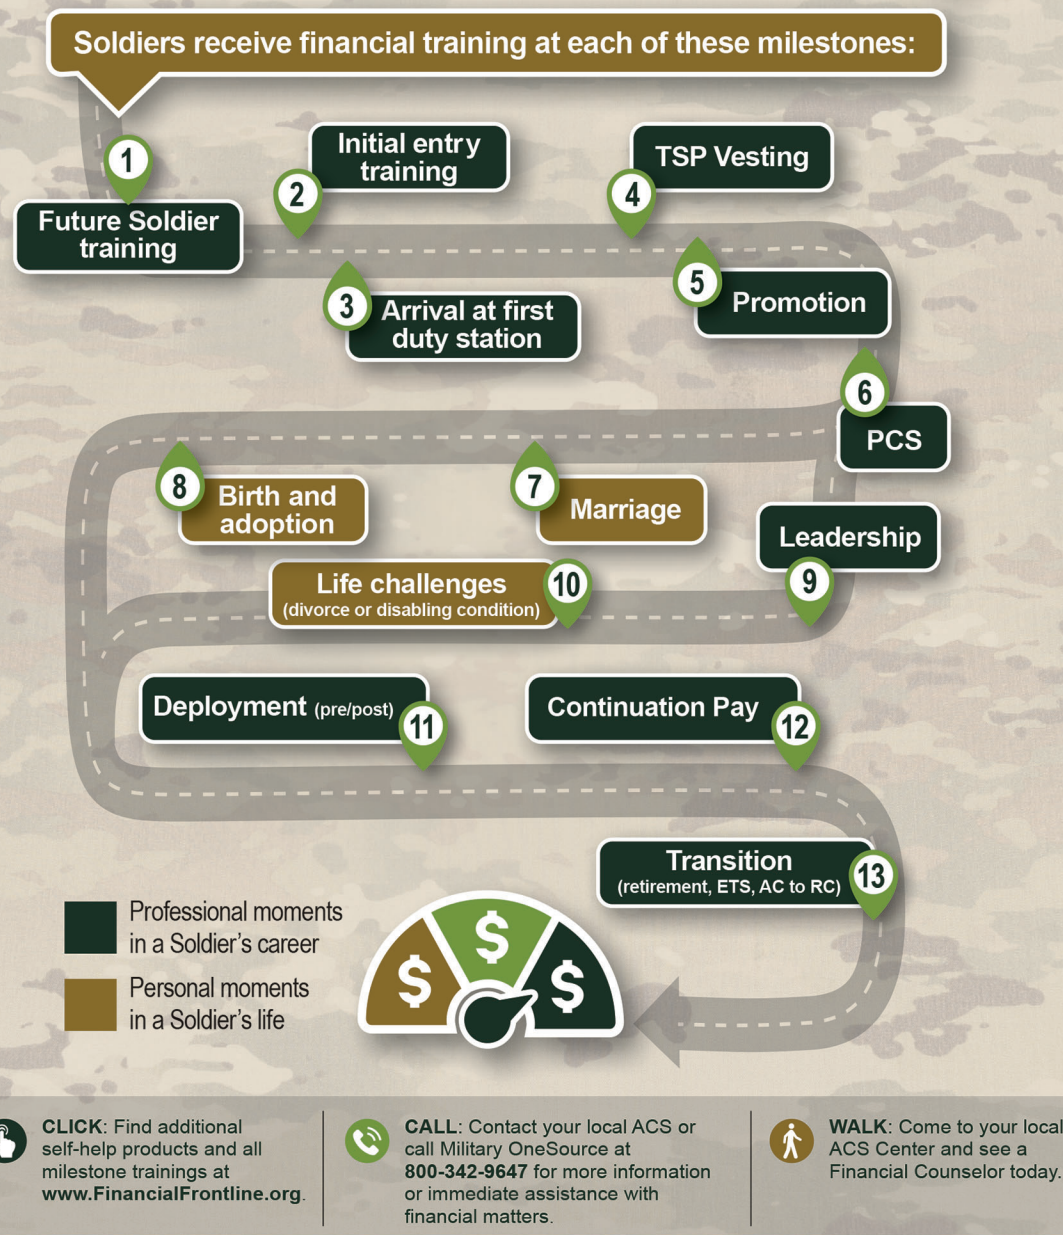 Soldiers receive financial training at each of these milestones:
1
Future Soldier
training
2
Initial entry
training
3
Arrival at first
duty station
4
TSP Vesting
5
Promotion
6
PCS
7
Marriage
8
Birth and
adoption
9
Leadership
10
Life challenges
(divorce or disabling condition)
11
Deployment (pre/post)
12
Continuation Pay
13
Transition
(retirement, ETS, AC to RC)
Professional moments
in a Soldier's career
Personal moments
in a Soldier's life
$
$
$
CLICK: Find additional
self-help products and all
milestone trainings at
www.FinancialFrontline.org.
CALL: Contact your local ACS or
call Military OneSource at
800-342-9647 for more information
or immediate assistance with
financial matters.
WALK: Come to your local
ACS Center and see a
Financial Counselor today.